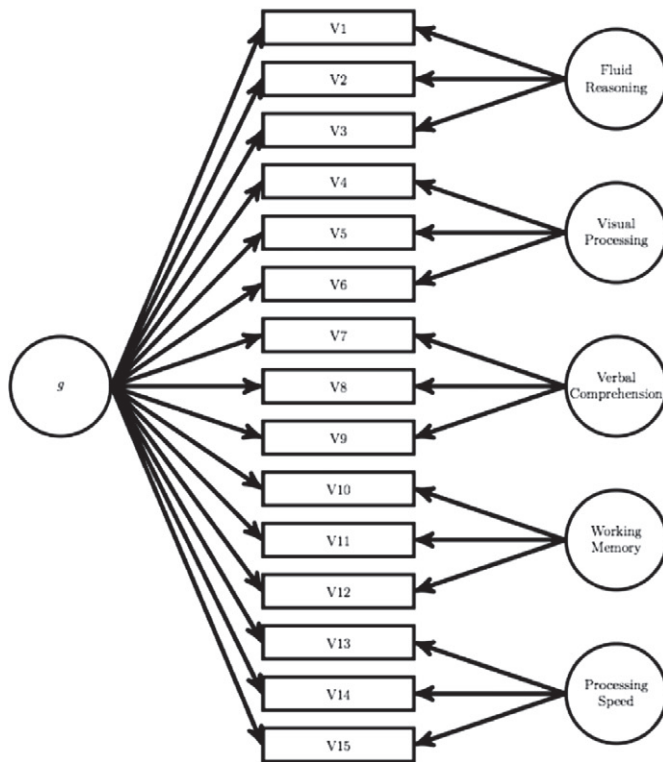 V1
V2
V3
V4
V5
V6
V7
V8
V9
V10
V11
V12
V13
V14
V15
g
Fluid
Reasoning
Visual
Processing
Verbal
Comprehension
Working
Memory
Processing
Speed